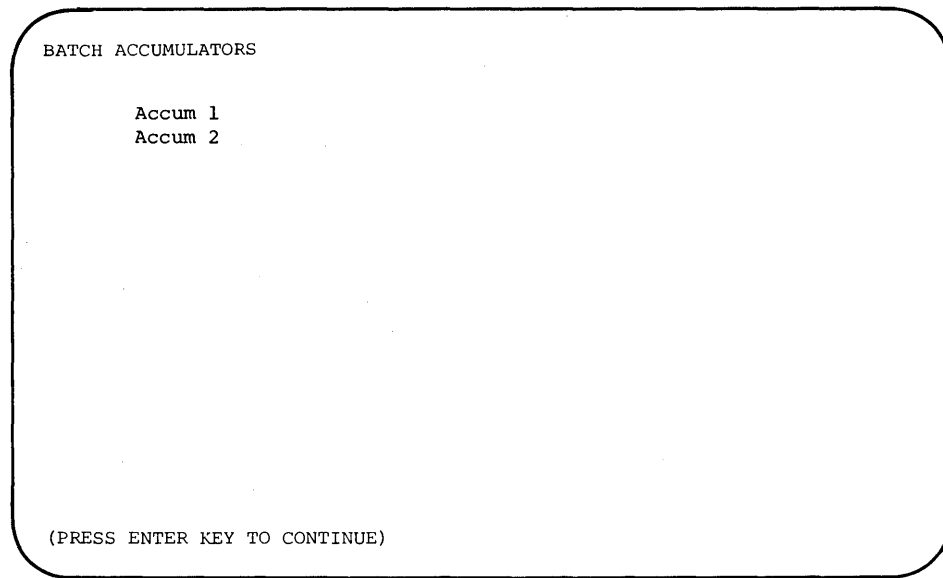 BATCH ACCUMULATORS
Accum 1
Accum 2
(PRESS ENTER KEY TO CONTINUE)